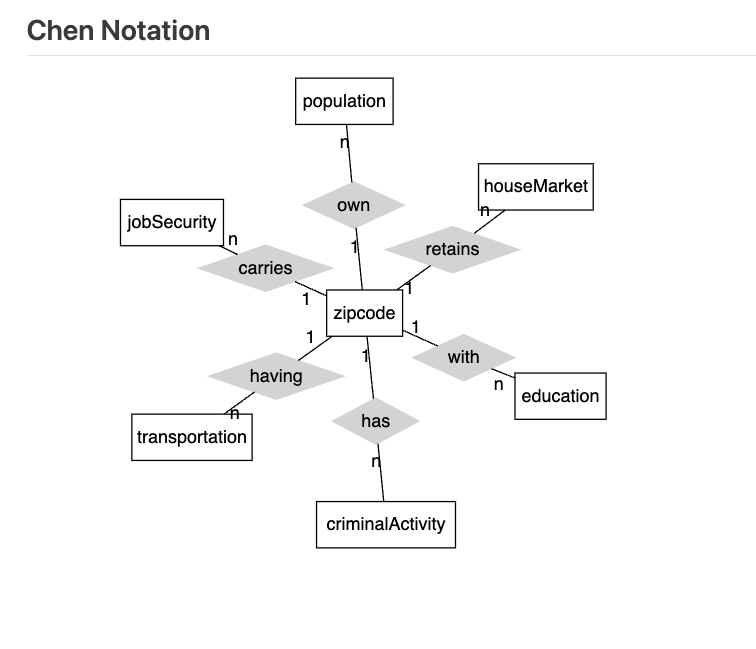 Chen Notation
population
n
own
1
houseMarket
n
retains
1
jobSecurity
n
carries
1
zipcode
1
having
n
transportation
1
with
n
education
1
has
n
criminalActivity